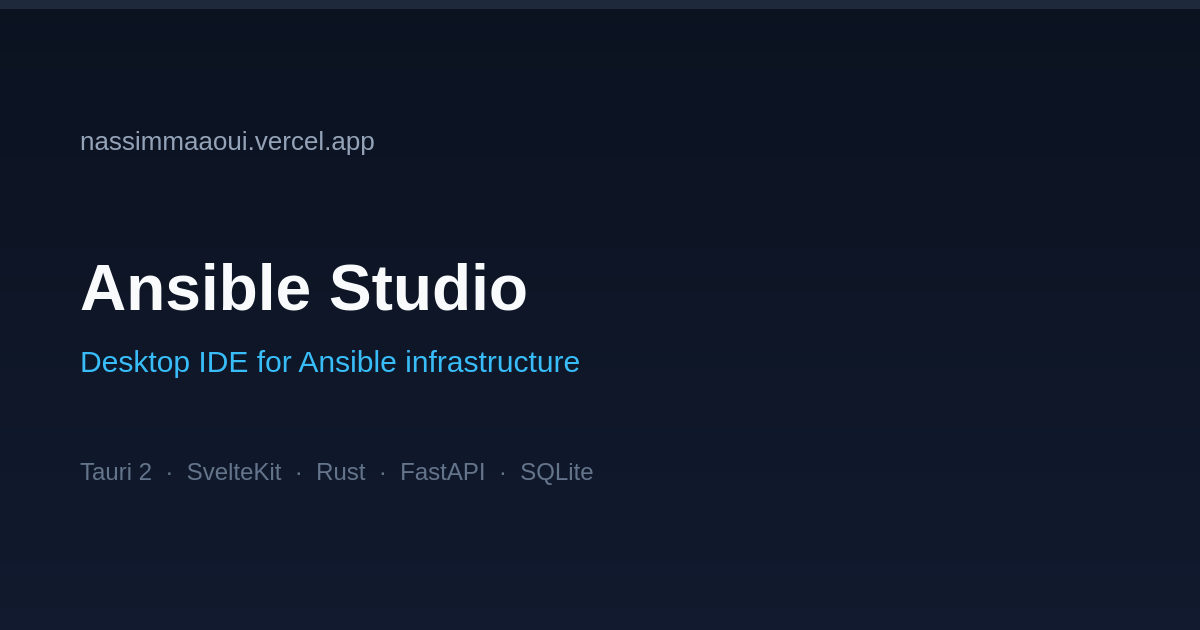 nassimmaaoui.vercel.app
Ansible Studio
Desktop IDE for Ansible infrastructure
Tauri 2 · SvelteKit · Rust · FastAPI · SQLite